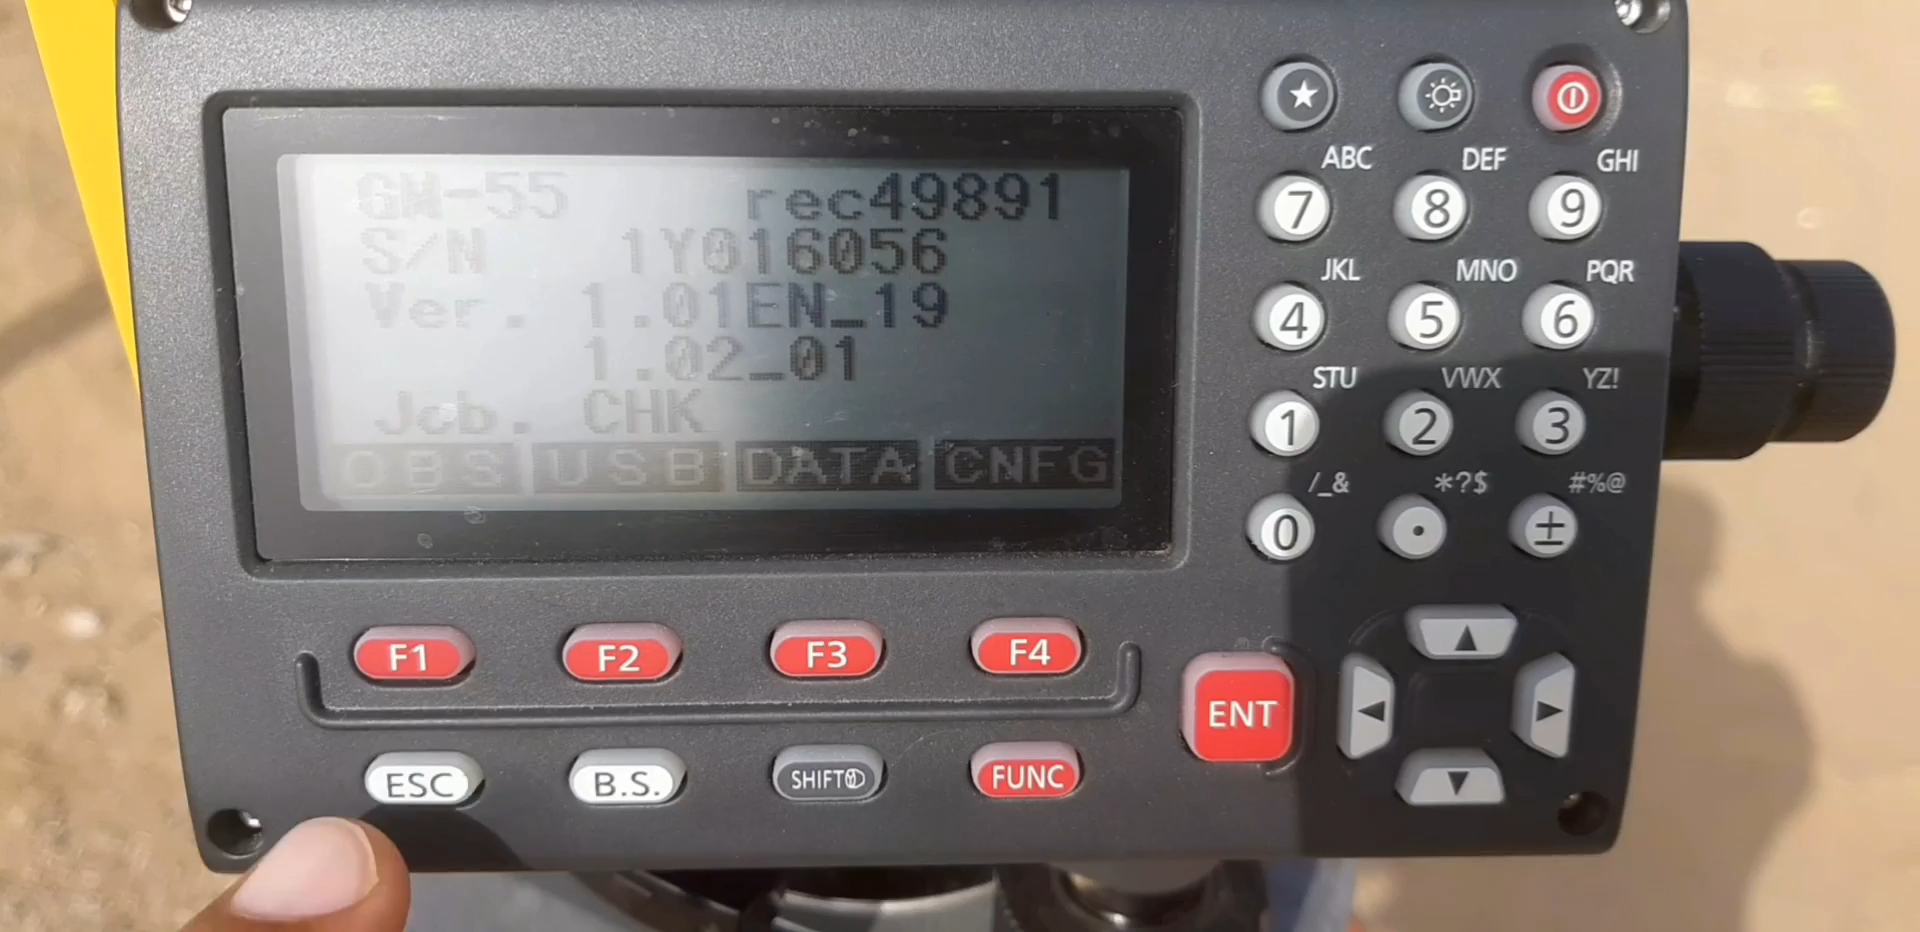 GM-55 rec49891
S/N 1Y016056
Ver. 1.01EN_19
1.02_01
Job. CHK
OBS USB DATA CNFG
ABC DEF GHI
7 8 9
JKL MNO PQR
4 5 6
STU VWX YZ!
1 2 3
/_& *?$ #%@
0 . ±
F1 F2 F3 F4
ENT
ESC B.S. SHIFT FUNC